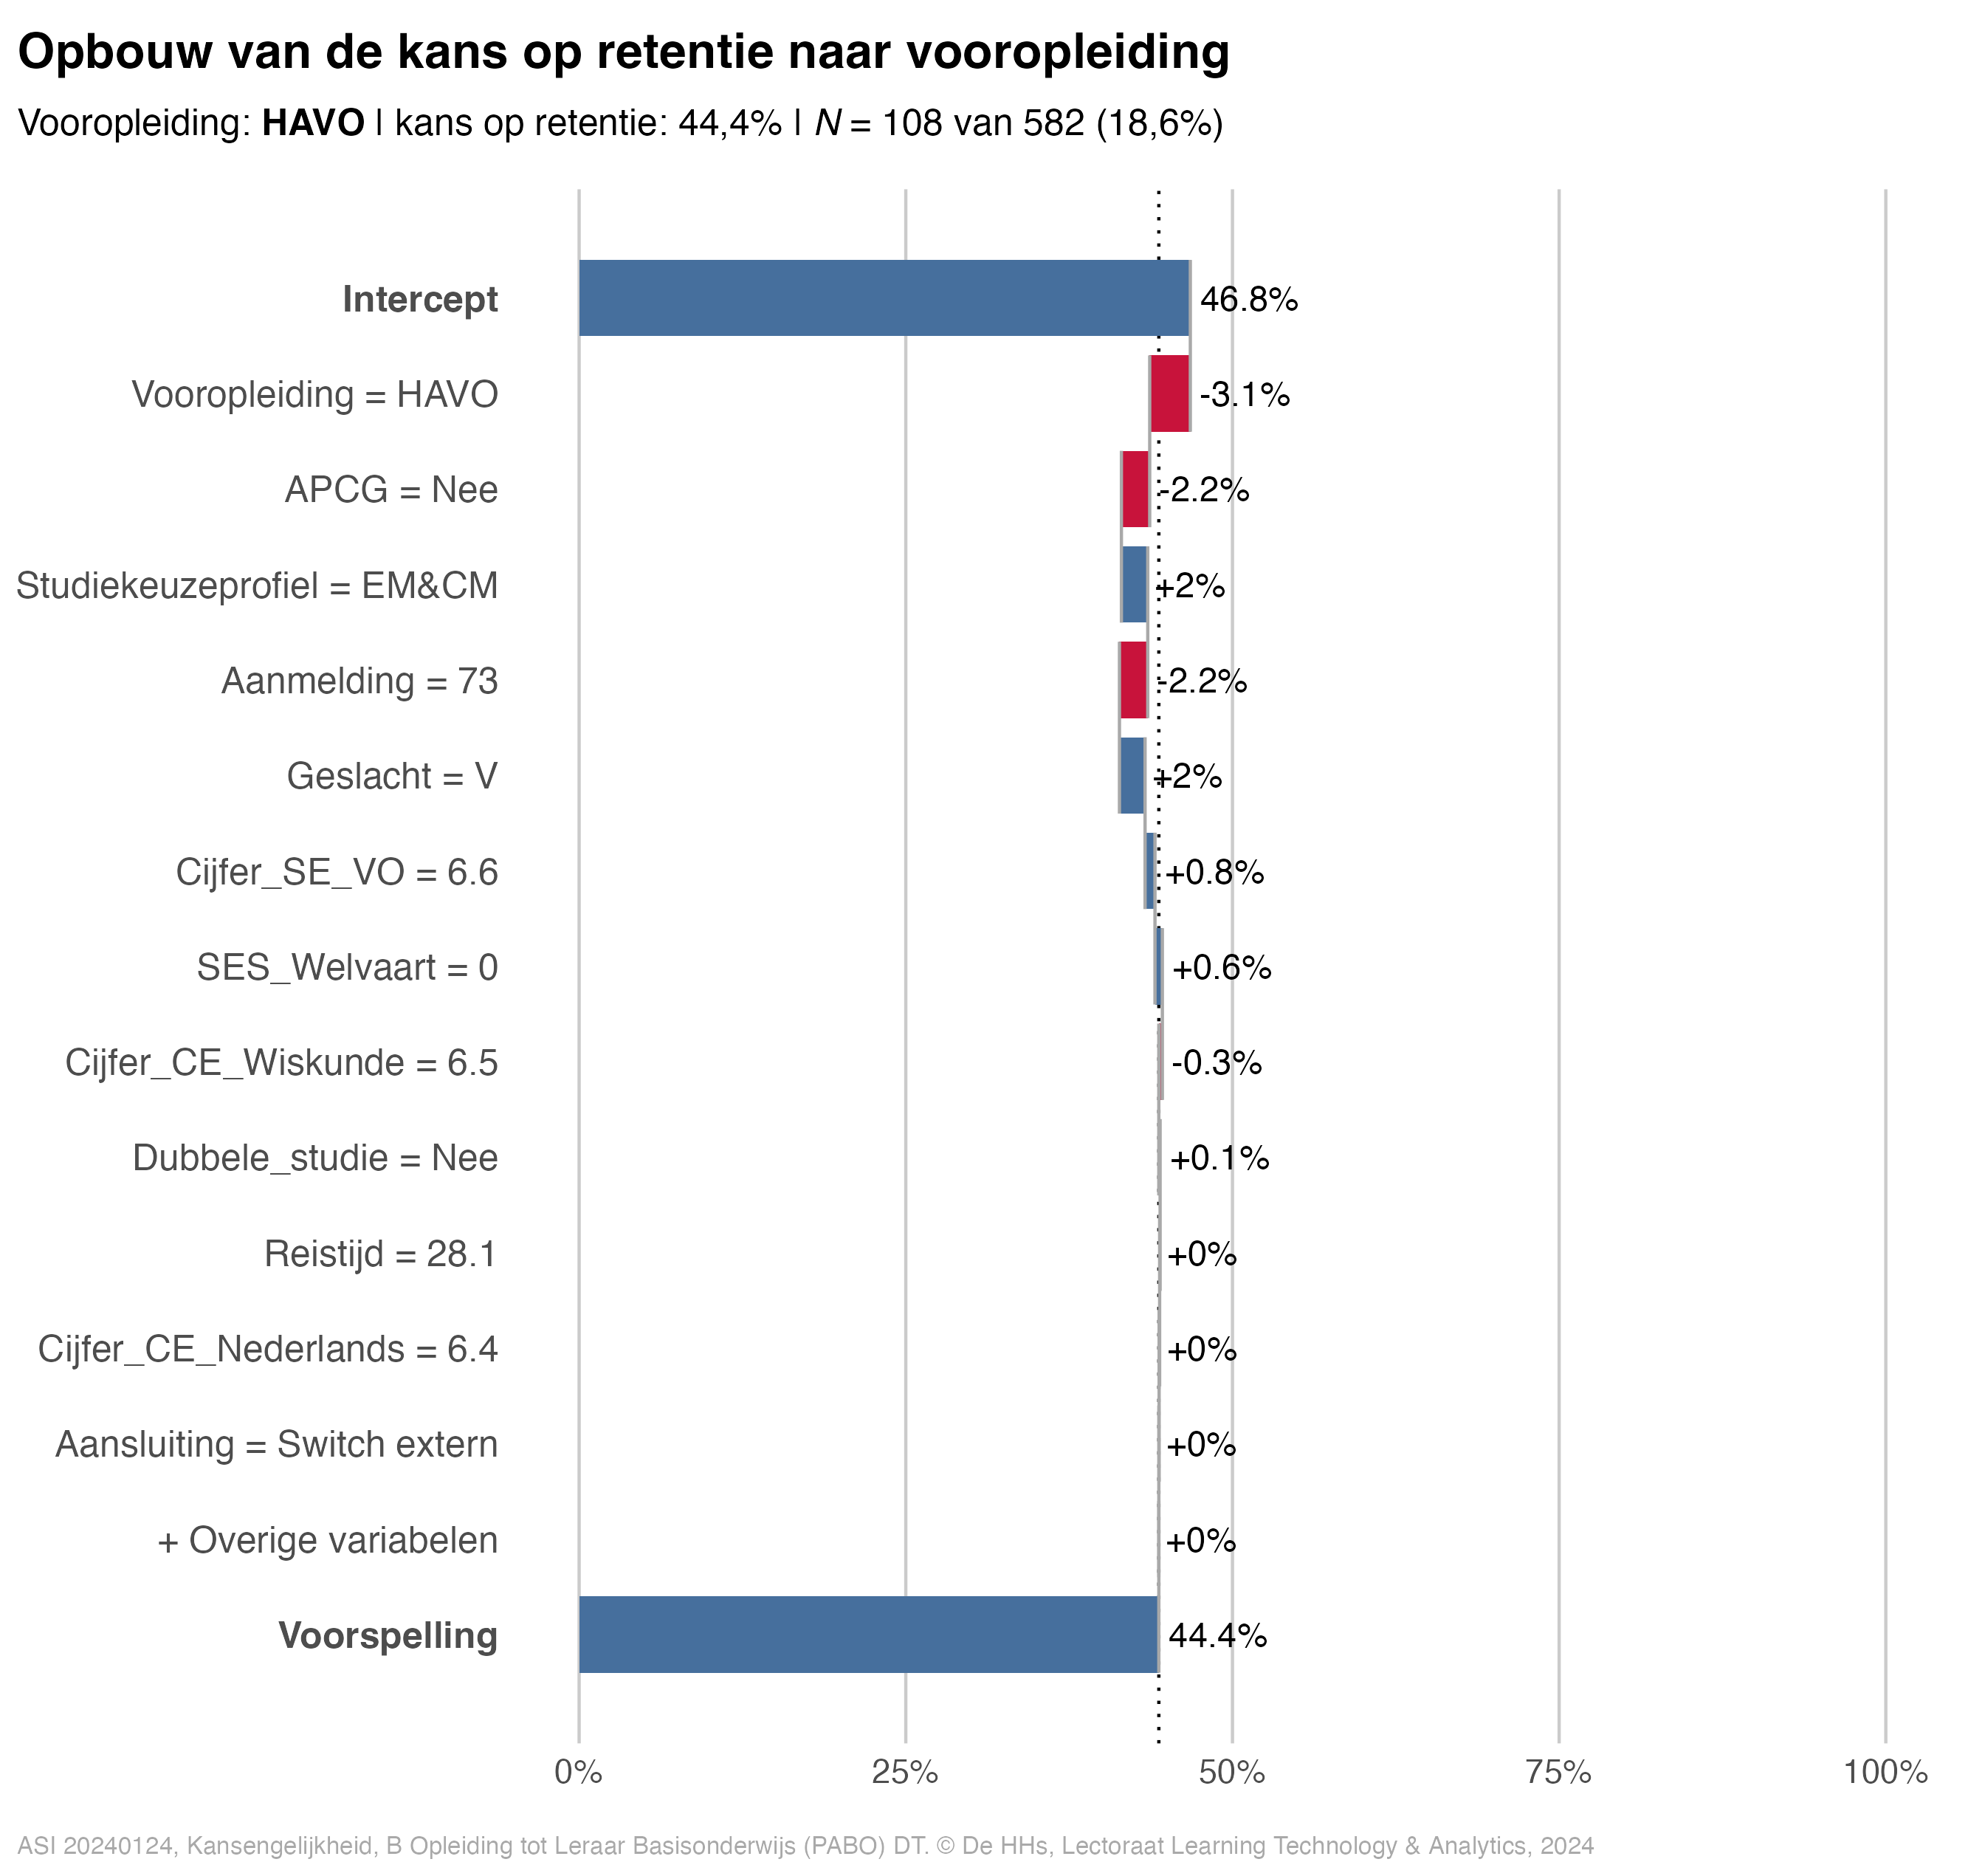 Opbouw van de kans op retentie naar vooropleiding
Vooropleiding: HAVO | kans op retentie: 44,4% | N = 108 van 582 (18,6%)
Intercept 46.8%
Vooropleiding = HAVO -3.1%
APCG = Nee -2.2%
Studiekeuzeprofiel = EM&CM +2%
Aanmelding = 73 -2.2%
Geslacht = V +2%
Cijfer_SE_VO = 6.6 +0.8%
SES_Welvaart = 0 +0.6%
Cijfer_CE_Wiskunde = 6.5 -0.3%
Dubbele_studie = Nee +0.1%
Reistijd = 28.1 +0%
Cijfer_CE_Nederlands = 6.4 +0%
Aansluiting = Switch extern +0%
+ Overige variabelen +0%
Voorspelling 44.4%
0% 25% 50% 75% 100%
ASI 20240124, Kansengelijkheid, B Opleiding tot Leraar Basisonderwijs (PABO) DT. © De HHs, Lectoraat Learning Technology & Analytics, 2024